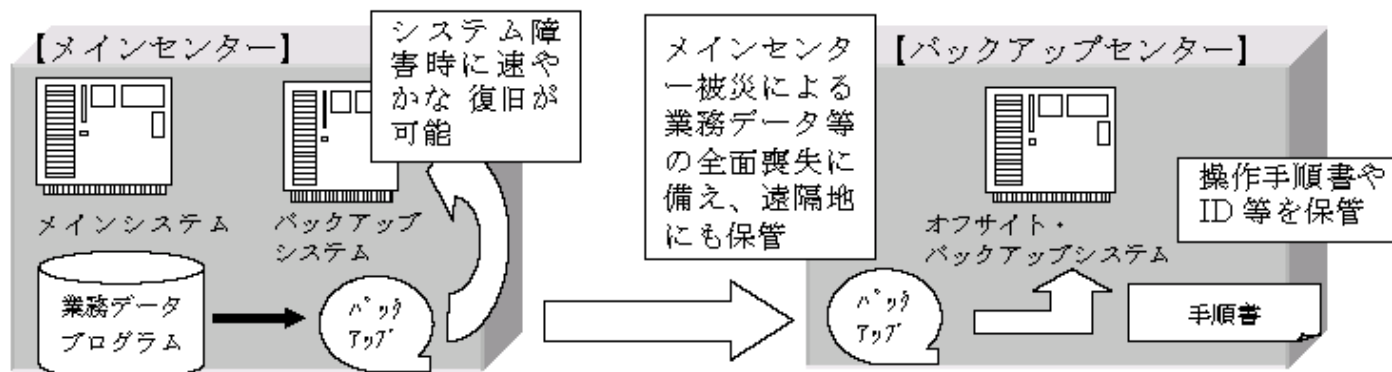 【メインセンター】
システム障
害時に速や
かな 復旧が
可能
メインシステム
バックアップ
システム
業務データ
プログラム
バック
アップ
メインセンタ
ー被災による
業務データ等
の全面喪失に
備え、遠隔地
にも保管
【バックアップセンター】
オフサイト・
バックアップシステム
操作手順書や
ID 等を保管
バック
アップ
手順書